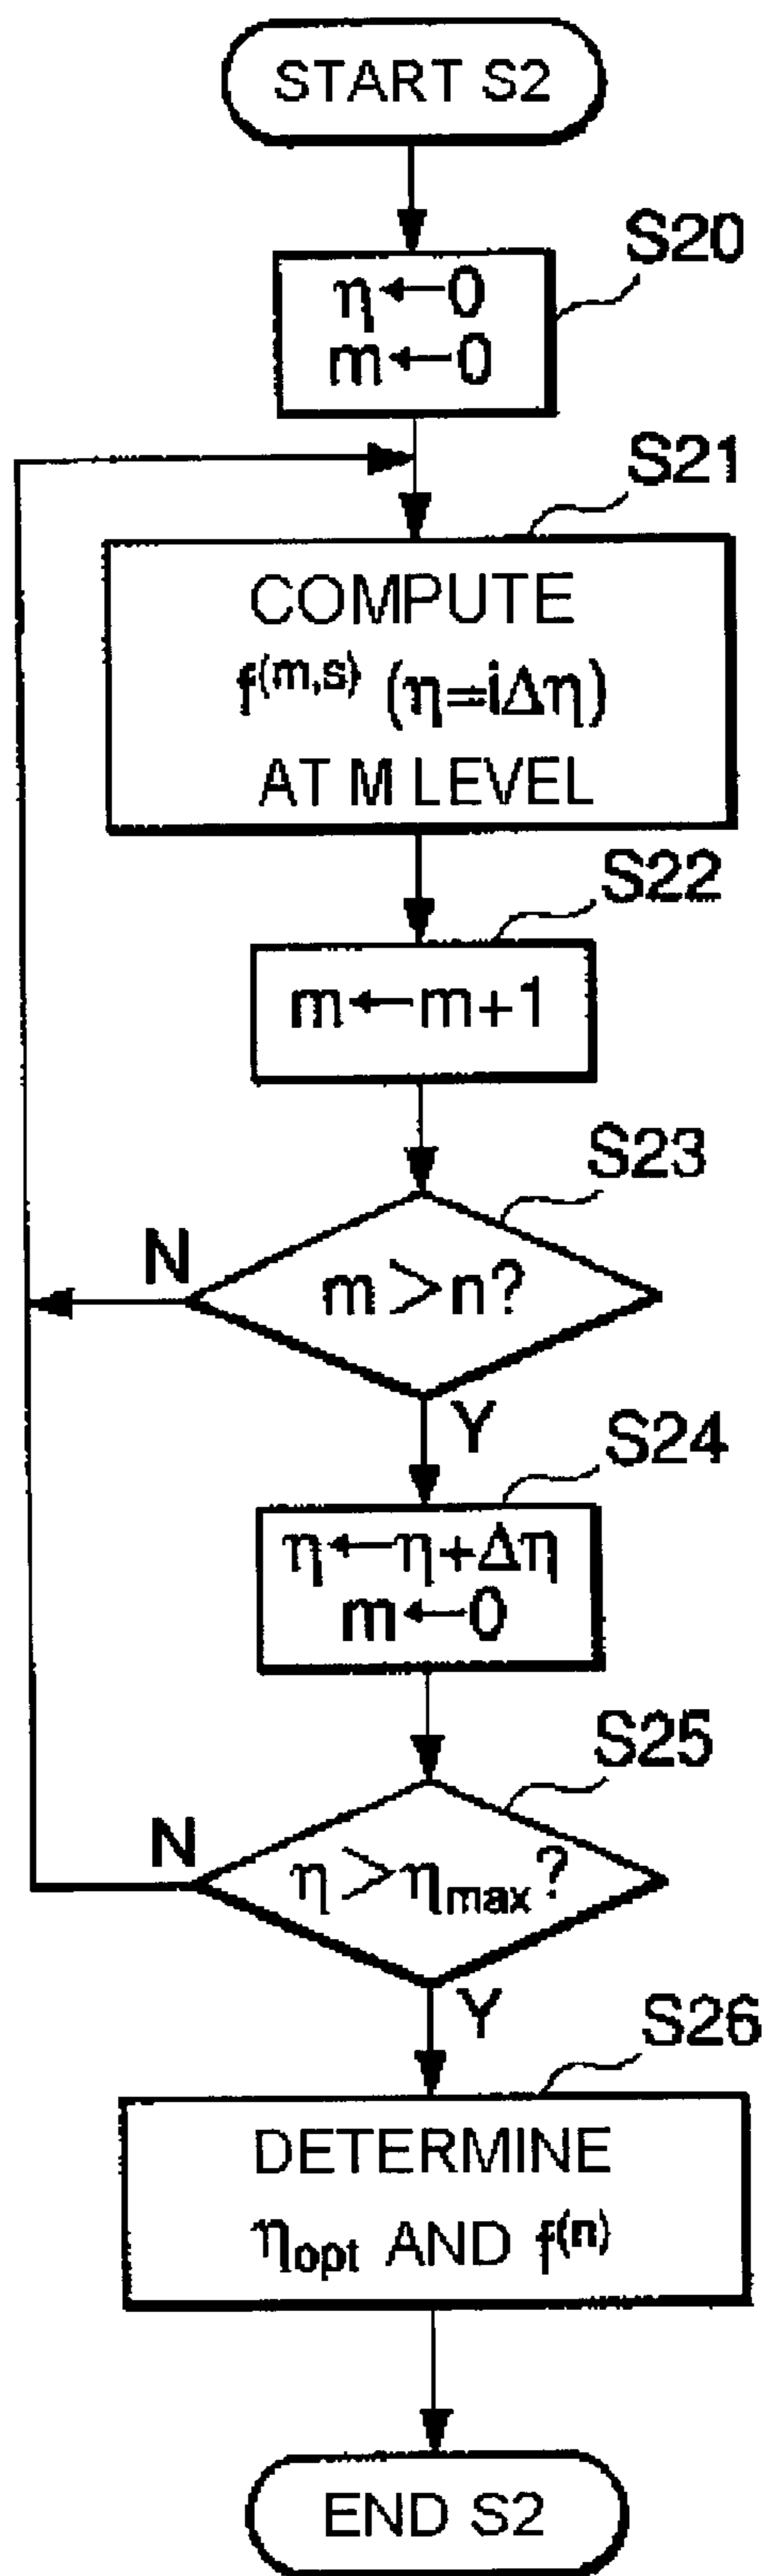 START S2
S20
η←0
m←0
S21
COMPUTE
f(m,s) (η=iΔη)
AT M LEVEL
S22
m←m+1
S23
N
m>n?
Y
S24
η←η+Δη
m←0
S25
N
η>ηmax?
Y
S26
DETERMINE
ηopt AND f(n)
END S2